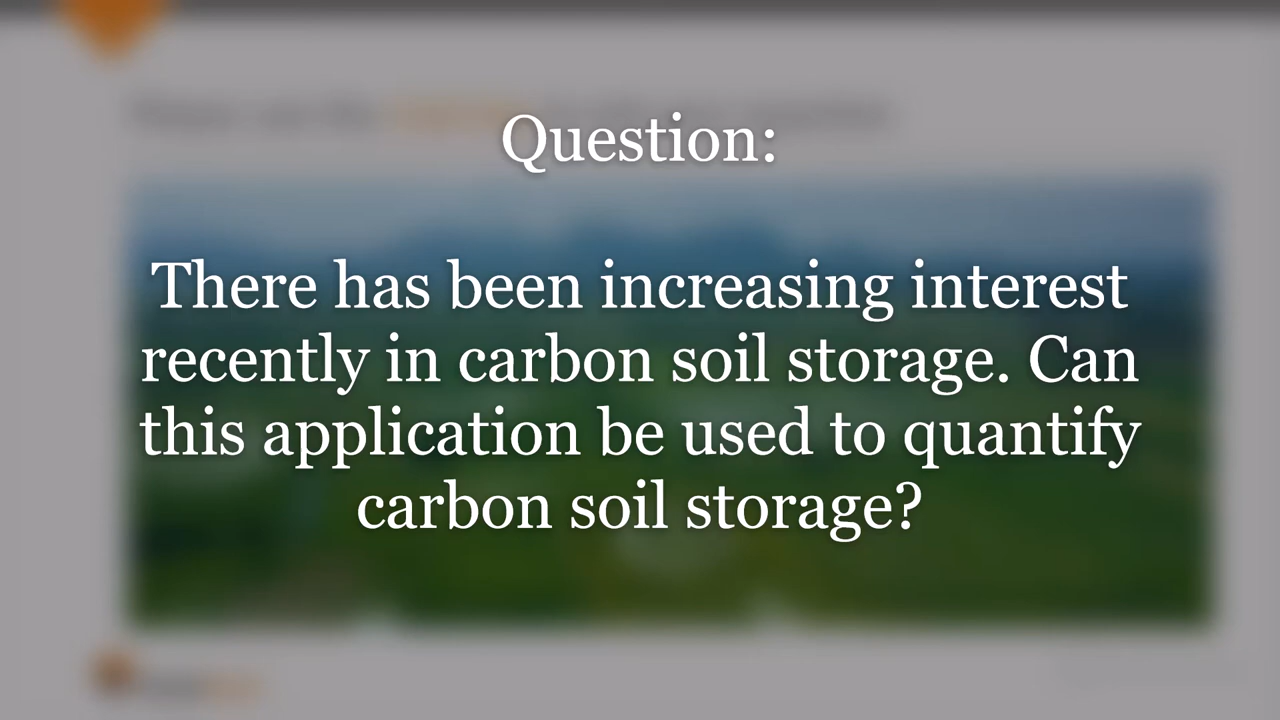 Question:
There has been increasing interest
recently in carbon soil storage. Can
this application be used to quantify
carbon soil storage?